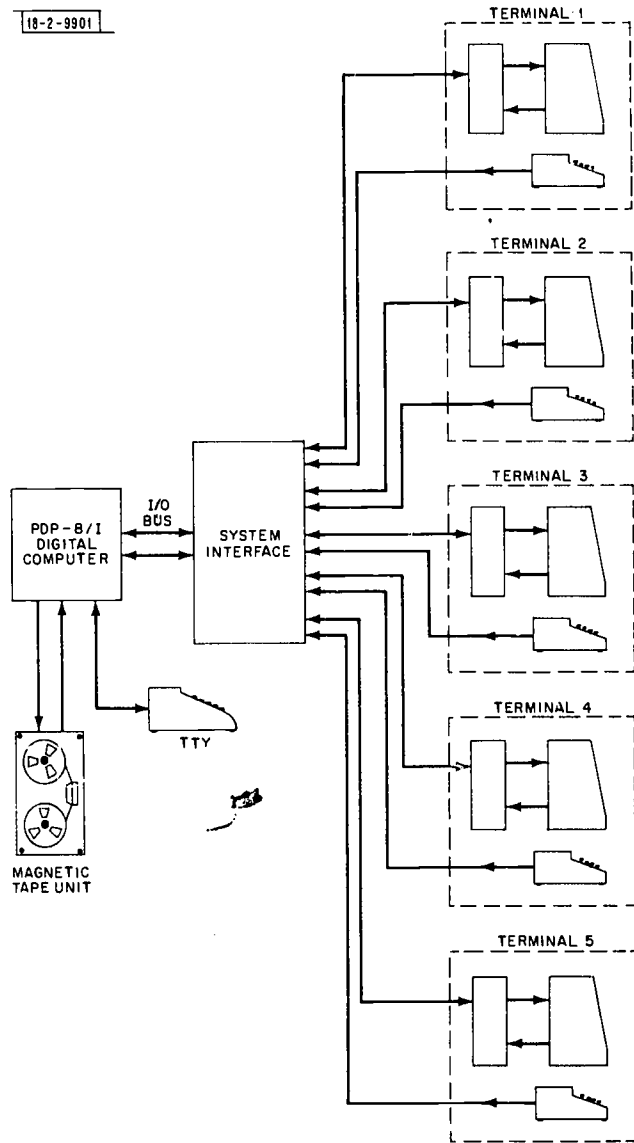 18-2-9901
TERMINAL 1
TERMINAL 2
TERMINAL 3
I/O
BUS
PDP-8/I
DIGITAL
COMPUTER
SYSTEM
INTERFACE
TTY
TERMINAL 4
MAGNETIC
TAPE UNIT
TERMINAL 5